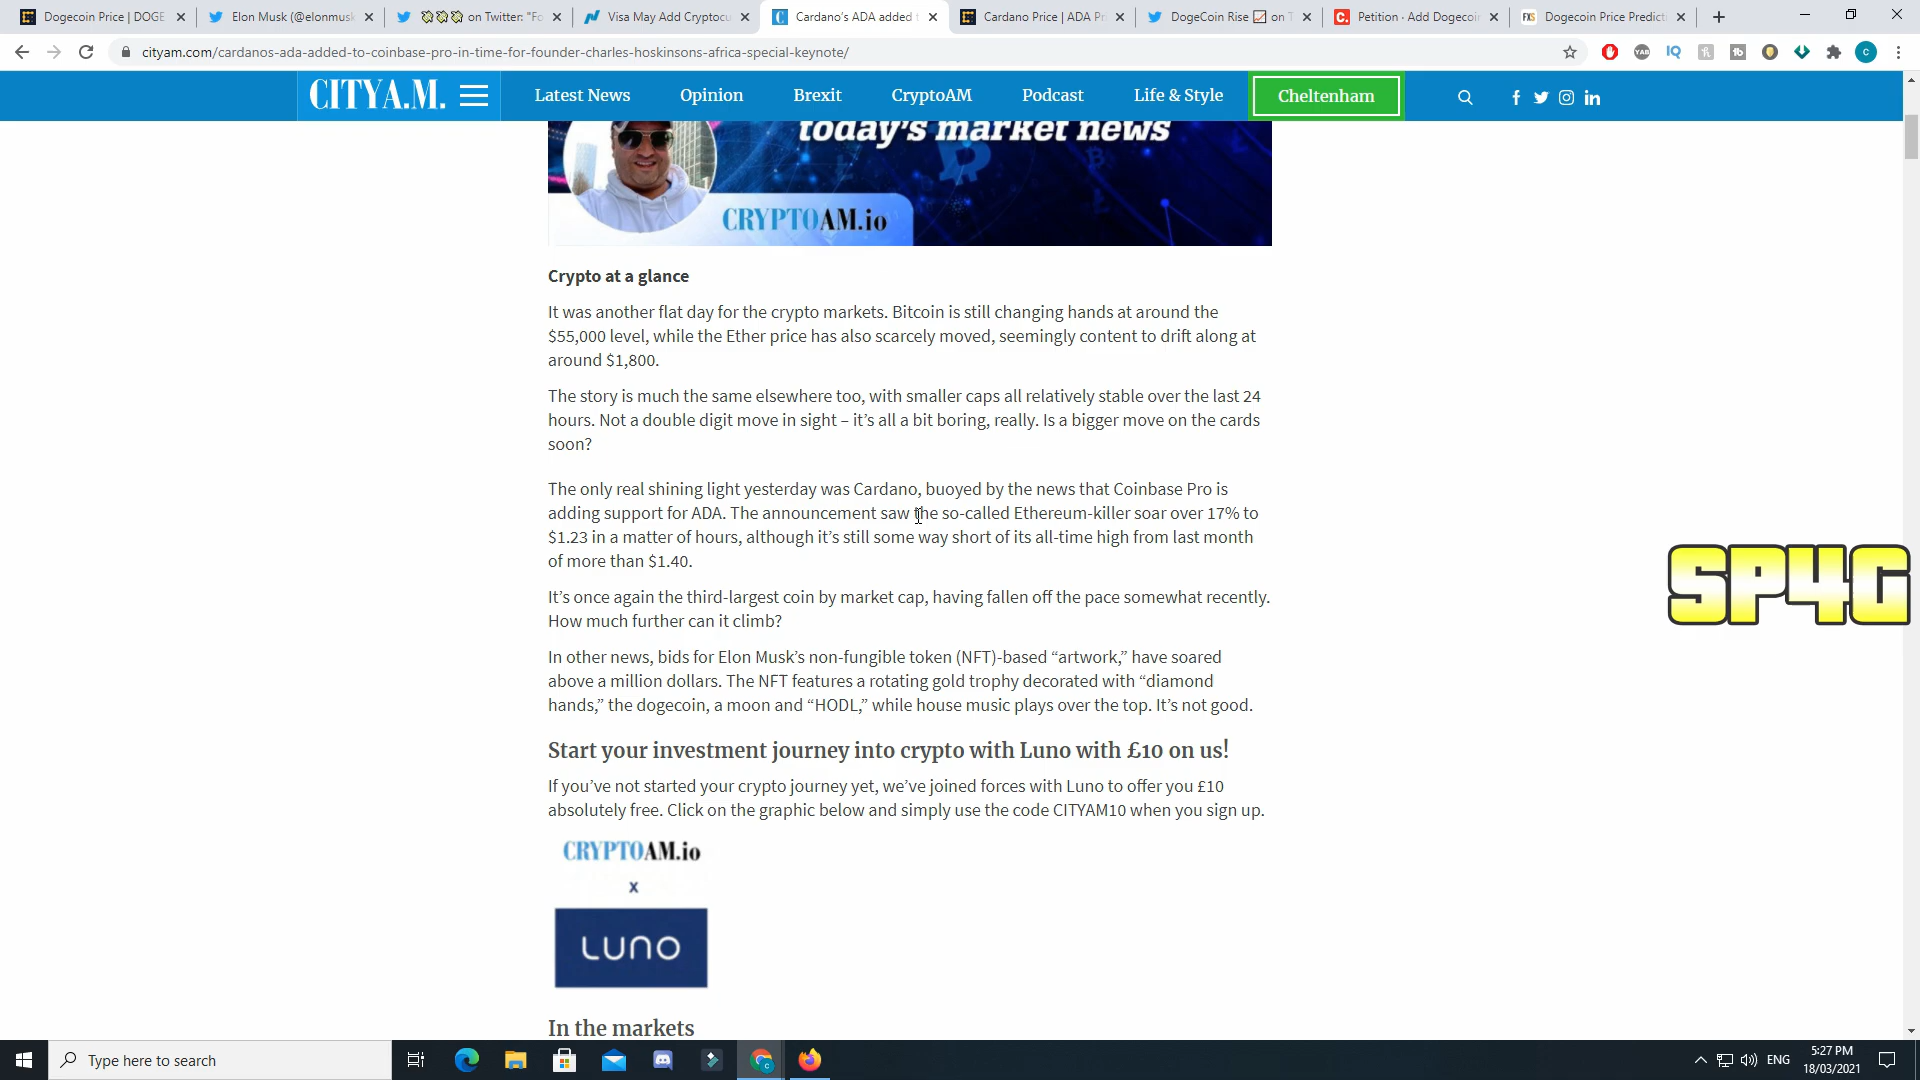 Dogecoin Price | DOGE
Elon Musk (@elonmusk
on Twitter: "Fo
Visa May Add Cryptocu
Cardano's ADA added t
Cardano Price | ADA Pr
DogeCoin Rise 📈 on T
Petition · Add Dogecoin
Dogecoin Price Predicti
cityam.com/cardanos-ada-added-to-coinbase-pro-in-time-for-founder-charles-hoskinsons-africa-special-keynote/
CITYA.M.
Latest News
Opinion
Brexit
CryptoAM
Podcast
Life & Style
Cheltenham
today's market news
CRYPTOAM.io
Crypto at a glance
It was another flat day for the crypto markets. Bitcoin is still changing hands at around the
$55,000 level, while the Ether price has also scarcely moved, seemingly content to drift along at
around $1,800.
The story is much the same elsewhere too, with smaller caps all relatively stable over the last 24
hours. Not a double digit move in sight – it's all a bit boring, really. Is a bigger move on the cards
soon?
The only real shining light yesterday was Cardano, buoyed by the news that Coinbase Pro is
adding support for ADA. The announcement saw the so-called Ethereum-killer soar over 17% to
$1.23 in a matter of hours, although it's still some way short of its all-time high from last month
of more than $1.40.
SP4G
It's once again the third-largest coin by market cap, having fallen off the pace somewhat recently.
How much further can it climb?
In other news, bids for Elon Musk's non-fungible token (NFT)-based “artwork,” have soared
above a million dollars. The NFT features a rotating gold trophy decorated with “diamond
hands,” the dogecoin, a moon and “HODL,” while house music plays over the top. It's not good.
Start your investment journey into crypto with Luno with £10 on us!
If you've not started your crypto journey yet, we've joined forces with Luno to offer you £10
absolutely free. Click on the graphic below and simply use the code CITYAM10 when you sign up.
CRYPTOAM.io
X
LUNO
In the markets
Type here to search
ENG
5:27 PM
18/03/2021